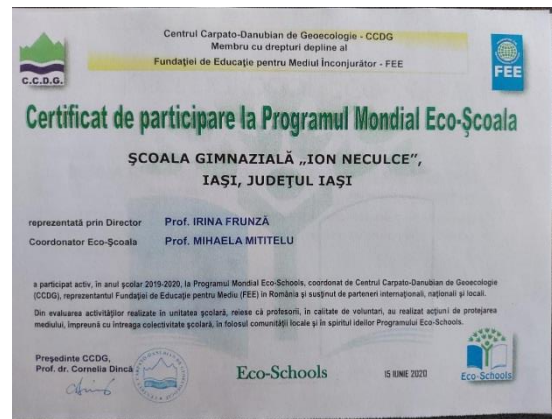 Centrul Carpato-Danubian de Geoecologie - CCDG
Membru cu drepturi depline al
Fundației de Educație pentru Mediul Înconjurător - FEE
C.C.D.G.
FEE
Certificat de participare la Programul Mondial Eco-Școala
ȘCOALA GIMNAZIALĂ „ION NECULCE”,
IAȘI, JUDEȚUL IAȘI
reprezentată prin Director Prof. IRINA FRUNZĂ
Coordonator Eco-Școala Prof. MIHAELA MITITELU
a participat activ, în anul școlar 2019-2020, la Programul Mondial Eco-Schools, coordonat de Centrul Carpato-Danubian de Geoecologie
(CCDG), reprezentantul Fundației de Educație pentru Mediu (FEE) în România și susținut de parteneri internaționali, naționali și locali.
Din evaluarea activităților realizate în unitatea școlară, reiese că profesorii, în calitate de voluntari, au realizat acțiuni de protejarea
mediului, împreună cu întreaga colectivitate școlară, în folosul comunității locale și în spiritul ideilor Programului Eco-Schools.
Președinte CCDG,
Prof. dr. Cornelia Dincă
Eco-Schools
15 IUNIE 2020
Eco-Schools